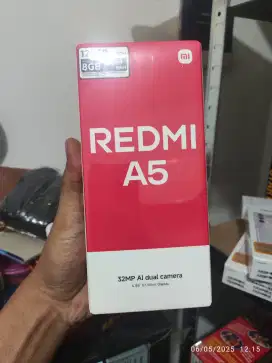 8GB
mi
REDMI
A5
32MP AI dual camera
06/05/2025 12.15